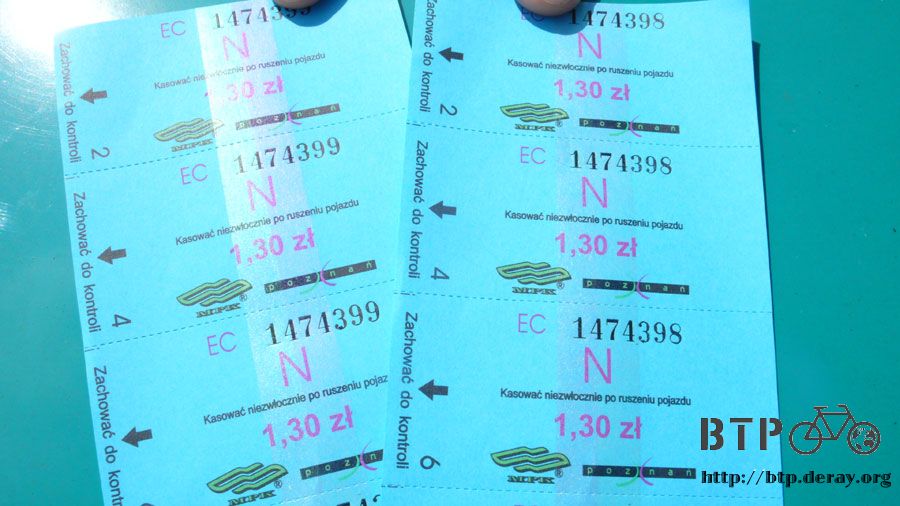 EC 1474399
N
Kasować niezwłocznie po ruszeniu pojazdu
1,30 zł
MPK ® poznań
Zachować do kontroli 2
EC 1474399
N
Kasować niezwłocznie po ruszeniu pojazdu
1,30 zł
MPK ® poznań
Zachować do kontroli 4
EC 1474399
N
Kasować niezwłocznie po ruszeniu pojaz
1,30 zł
MPK ® pozn
Zachować do kontroli
EC 1474398
N
Kasować niezwłocznie po ruszeniu pojazdu
1,30 zł
MPK ® poznań
Zachować do kontroli 2
EC 1474398
N
Kasować niezwłocznie po ruszeniu pojazdu
1,30 zł
MPK ® poznań
Zachować do kontroli 4
EC 1474398
N
Kasować niezwłocznie po ruszeniu pojazdu
1,30 zł
MPK ® poznań
Zachować do kontroli 6
BTP
http://btp.deray.org